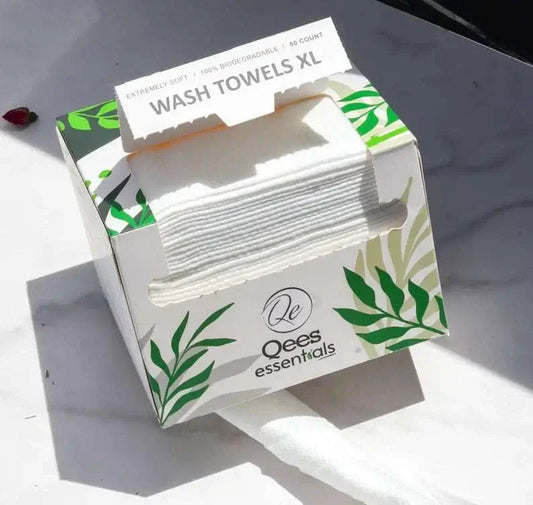 EXTREMELY SOFT | 100% BIODEGRADABLE | 50 COUNT
WASH TOWELS XL
Qe
Qees
essentials